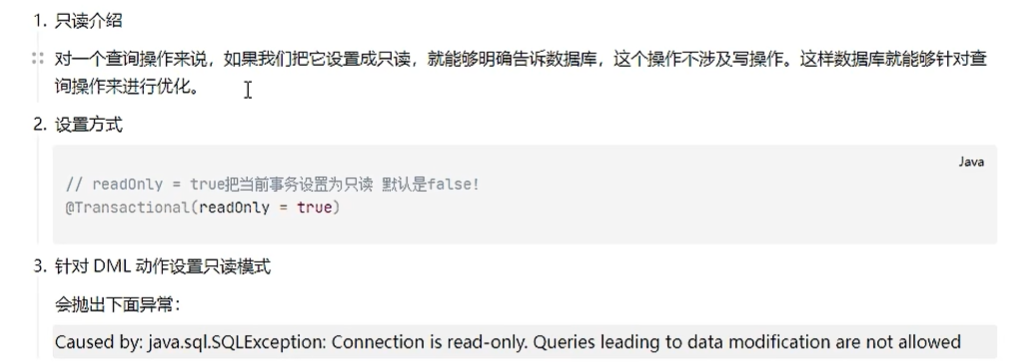 1. 只读介绍
对一个查询操作来说，如果我们把它设置成只读，就能够明确告诉数据库，这个操作不涉及写操作。这样数据库就能够针对查
询操作来进行优化。
2. 设置方式
Java
// readOnly = true把当前事务设置为只读 默认是false!
@Transactional(readOnly = true)
3. 针对 DML 动作设置只读模式
会抛出下面异常：
Caused by: java.sql.SQLException: Connection is read-only. Queries leading to data modification are not allowed